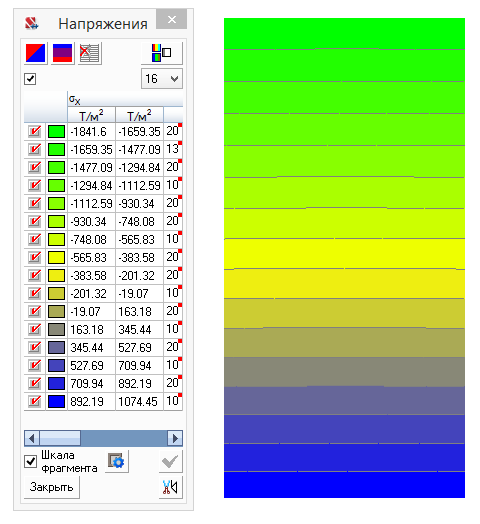 Напряжения
16
σx
Т/м² Т/м²
-1841.6 -1659.35 20
-1659.35 -1477.09 13
-1477.09 -1294.84 20
-1294.84 -1112.59 10
-1112.59 -930.34 20
-930.34 -748.08 20
-748.08 -565.83 10
-565.83 -383.58 20
-383.58 -201.32 20
-201.32 -19.07 10
-19.07 163.18 20
163.18 345.44 10
345.44 527.69 20
527.69 709.94 10
709.94 892.19 20
892.19 1074.45 10
Шкала
фрагмента
Закрыть